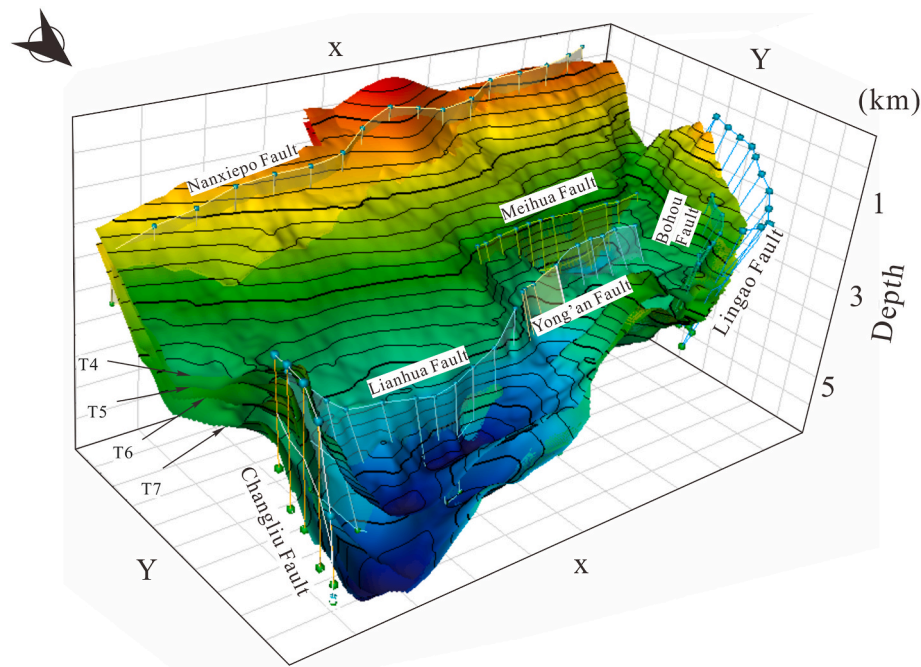 x
Y
(km)
Nanxiepo Fault
Meihua Fault
Bohou
Fault
1
Lingao Fault
Yong'an Fault
3
Depth
Lianhua Fault
T4
T5
5
T6
T7
Changliu Fault
Y
x